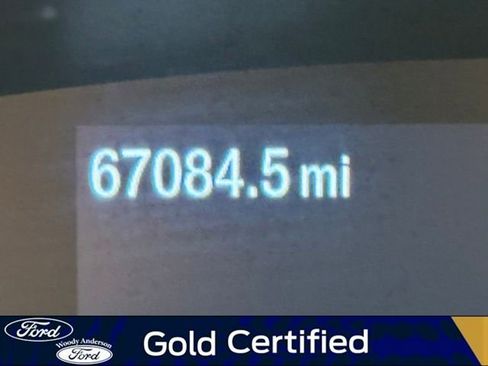 67084.5 mi
Ford
Woody Anderson
Ford
Gold Certified